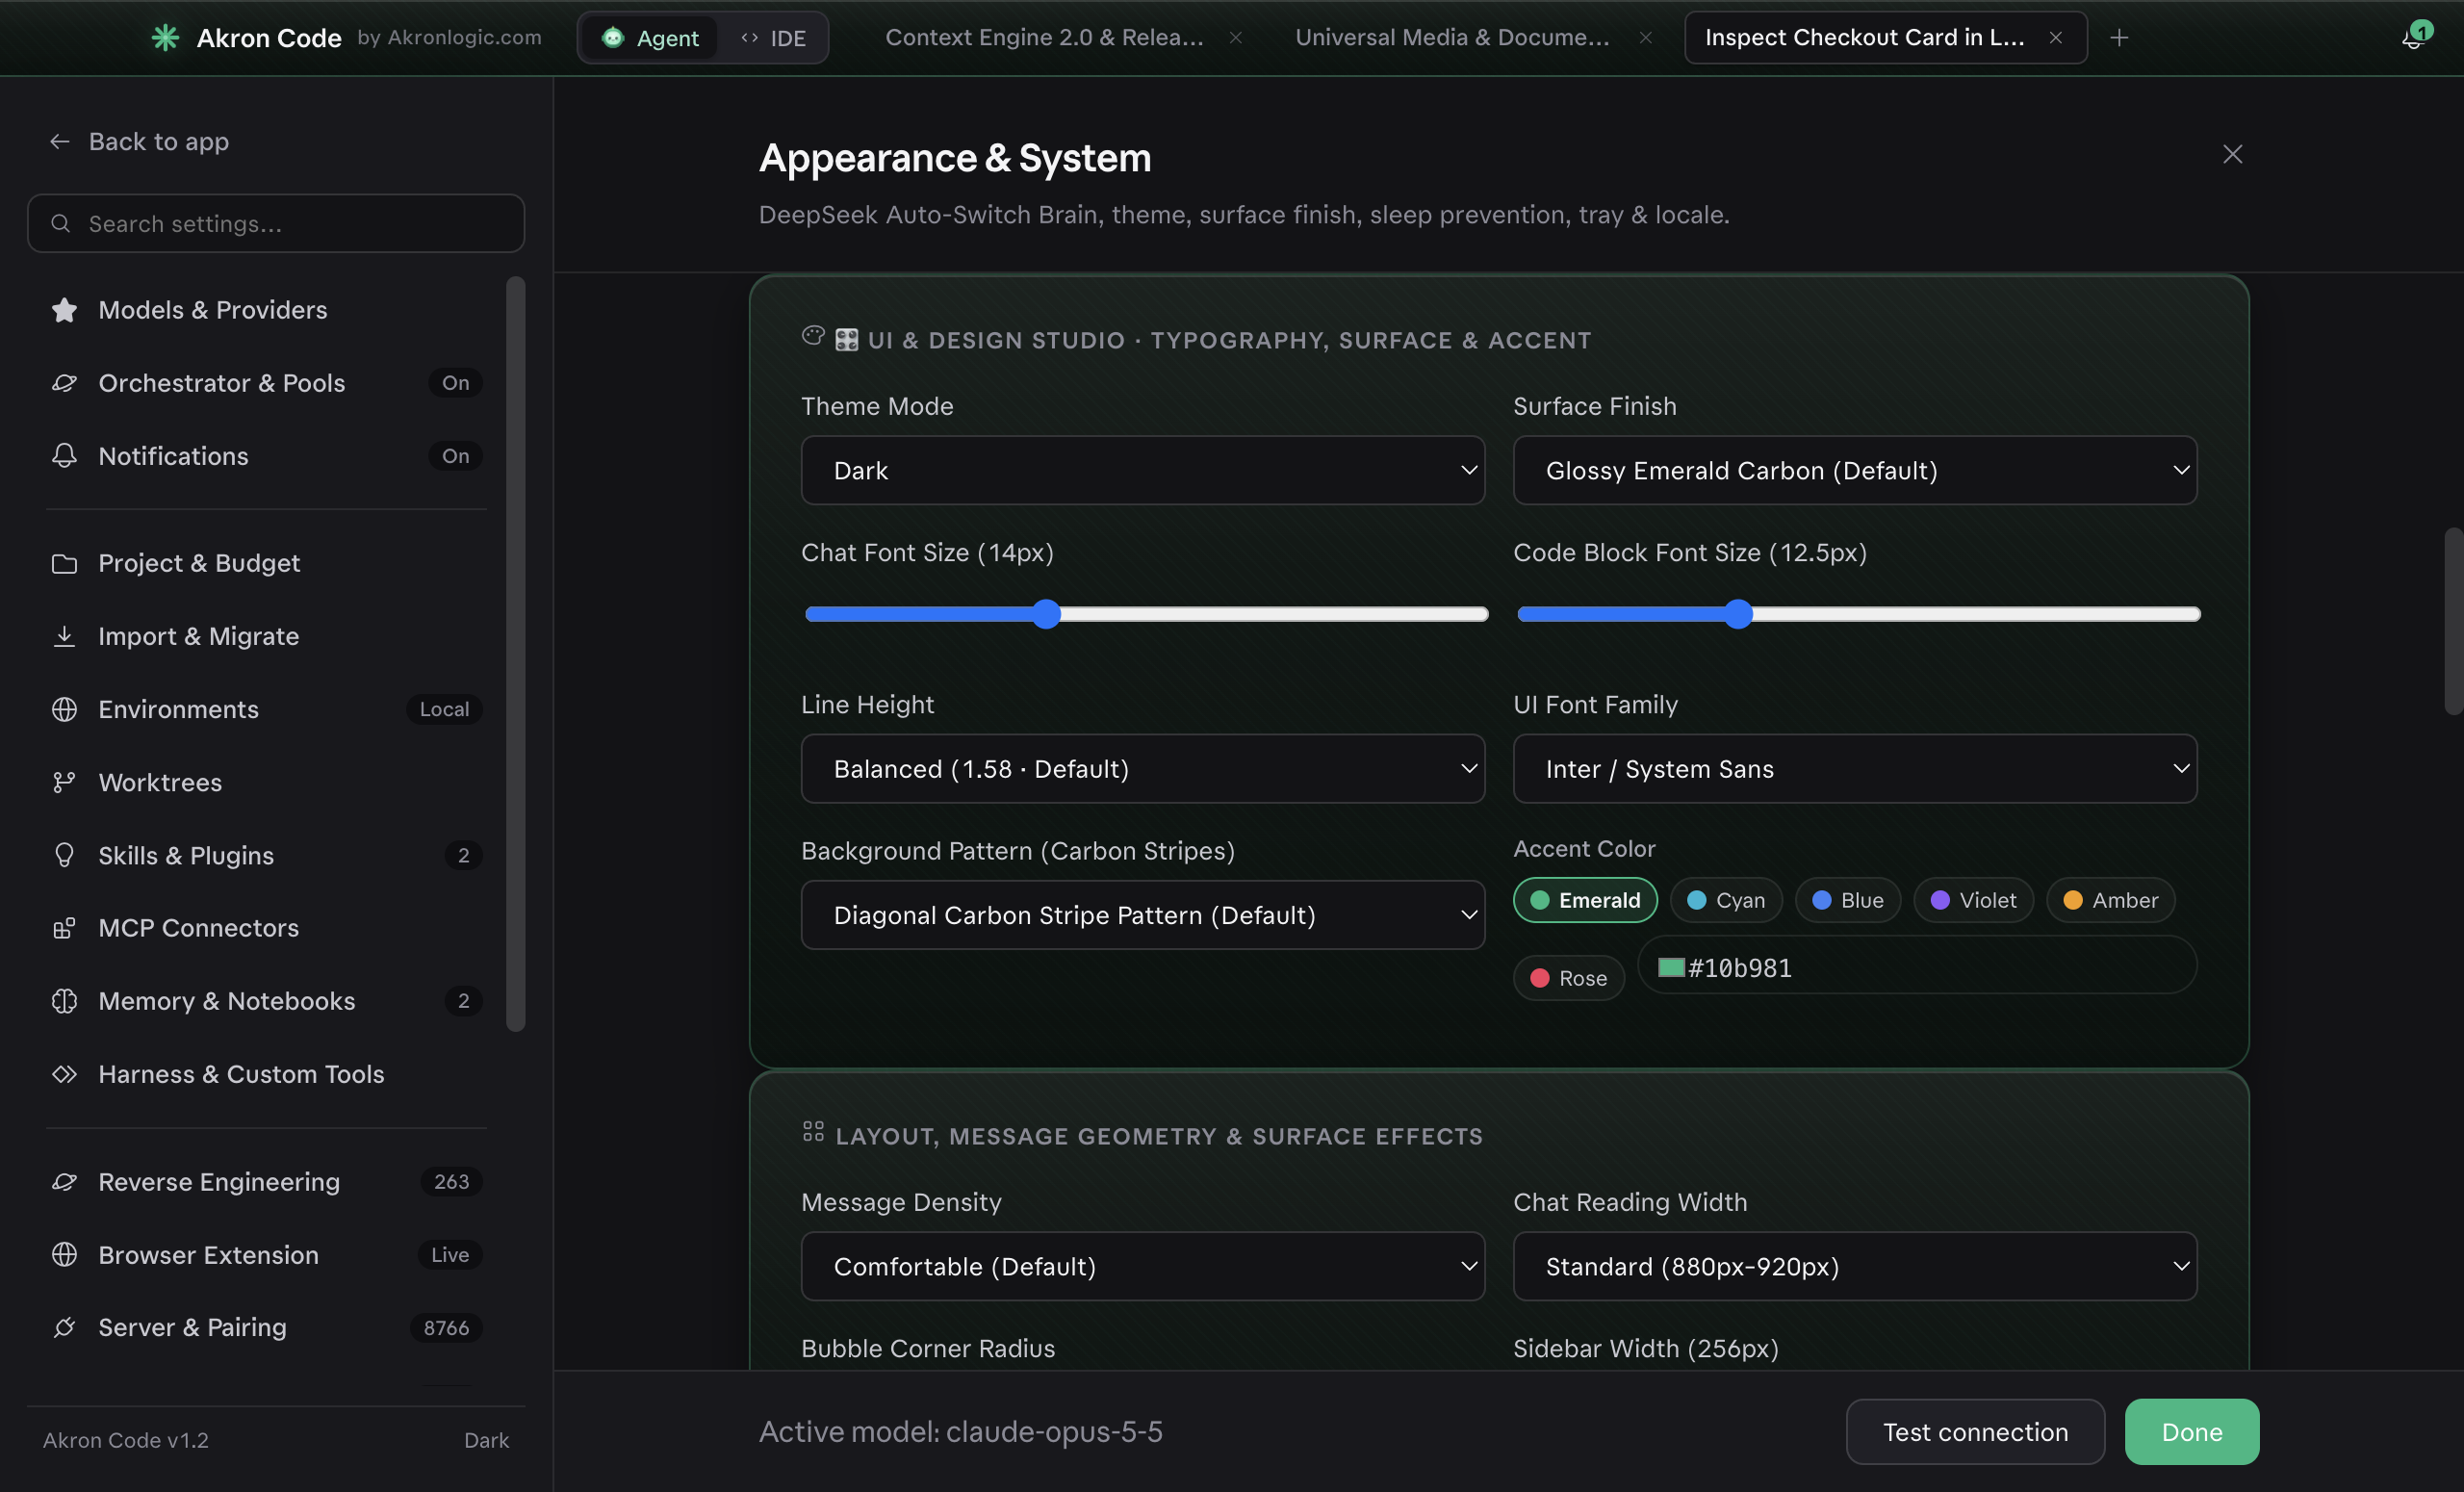 Akron Code by Akronlogic.com Agent IDE Context Engine 2.0 & Relea... Universal Media & Docume... Inspect Checkout Card in L... 1
Back to app
Search settings...
Models & Providers
Orchestrator & Pools On
Notifications On
Project & Budget
Import & Migrate
Environments Local
Worktrees
Skills & Plugins 2
MCP Connectors
Memory & Notebooks 2
Harness & Custom Tools
Reverse Engineering 263
Browser Extension Live
Server & Pairing 8766
Akron Code v1.2 Dark
Appearance & System
DeepSeek Auto-Switch Brain, theme, surface finish, sleep prevention, tray & locale.
UI & DESIGN STUDIO · TYPOGRAPHY, SURFACE & ACCENT
Theme Mode Surface Finish
Dark Glossy Emerald Carbon (Default)
Chat Font Size (14px) Code Block Font Size (12.5px)
Line Height UI Font Family
Balanced (1.58 · Default) Inter / System Sans
Background Pattern (Carbon Stripes) Accent Color
Diagonal Carbon Stripe Pattern (Default) Emerald Cyan Blue Violet Amber
Rose #10b981
LAYOUT, MESSAGE GEOMETRY & SURFACE EFFECTS
Message Density Chat Reading Width
Comfortable (Default) Standard (880px–920px)
Bubble Corner Radius Sidebar Width (256px)
Active model: claude-opus-5-5 Test connection Done